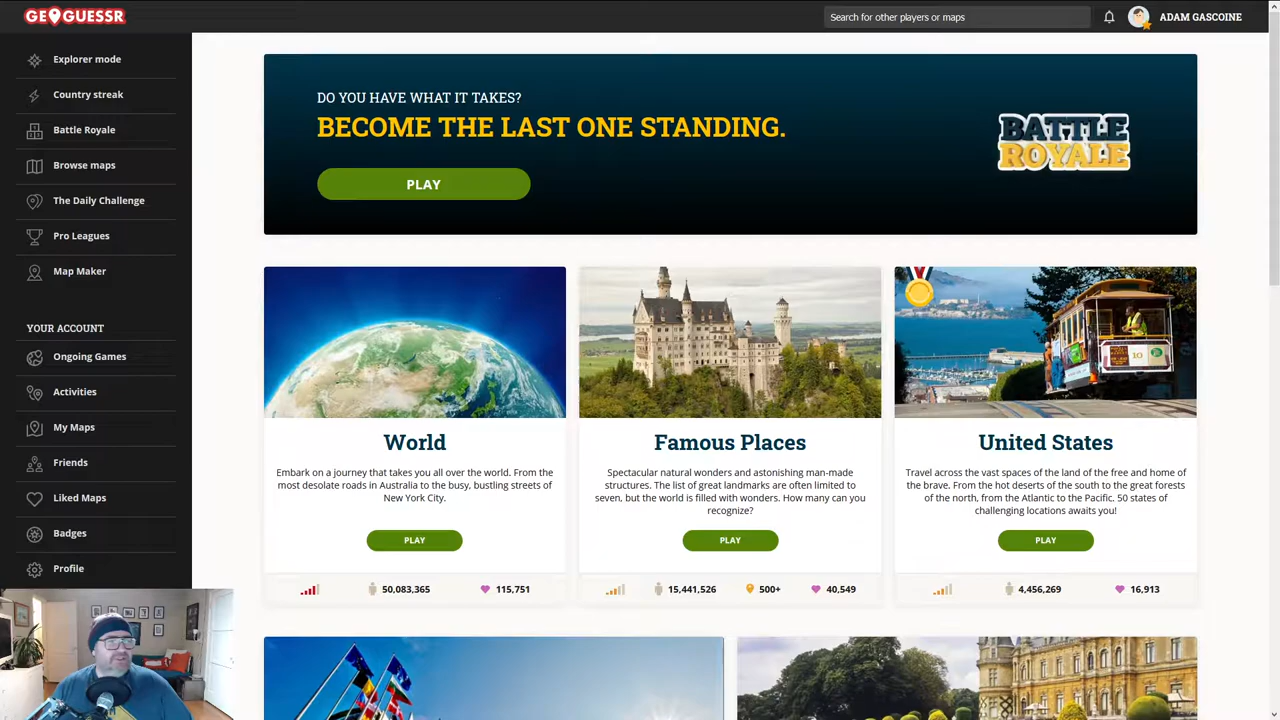 GEOGUESSR
Search for other players or maps
ADAM GASCOINE
Explorer mode
Country streak
Battle Royale
Browse maps
The Daily Challenge
Pro Leagues
Map Maker
YOUR ACCOUNT
Ongoing Games
Activities
My Maps
Friends
Liked Maps
Badges
Profile
DO YOU HAVE WHAT IT TAKES?
BECOME THE LAST ONE STANDING.
PLAY
BATTLE
ROYALE
World
Embark on a journey that takes you all over the world. From the
most desolate roads in Australia to the busy, bustling streets of
New York City.
PLAY
50,083,365 115,751
Famous Places
Spectacular natural wonders and astonishing man-made
structures. The list of great landmarks are often limited to
seven, but the world is filled with wonders. How many can you
recognize?
PLAY
15,441,526 500+ 40,549
10
United States
Travel across the vast spaces of the land of the free and home of
the brave. From the hot deserts of the south to the great forests
of the north, from the Atlantic to the Pacific. 50 states of
challenging locations awaits you!
PLAY
4,456,269 16,913